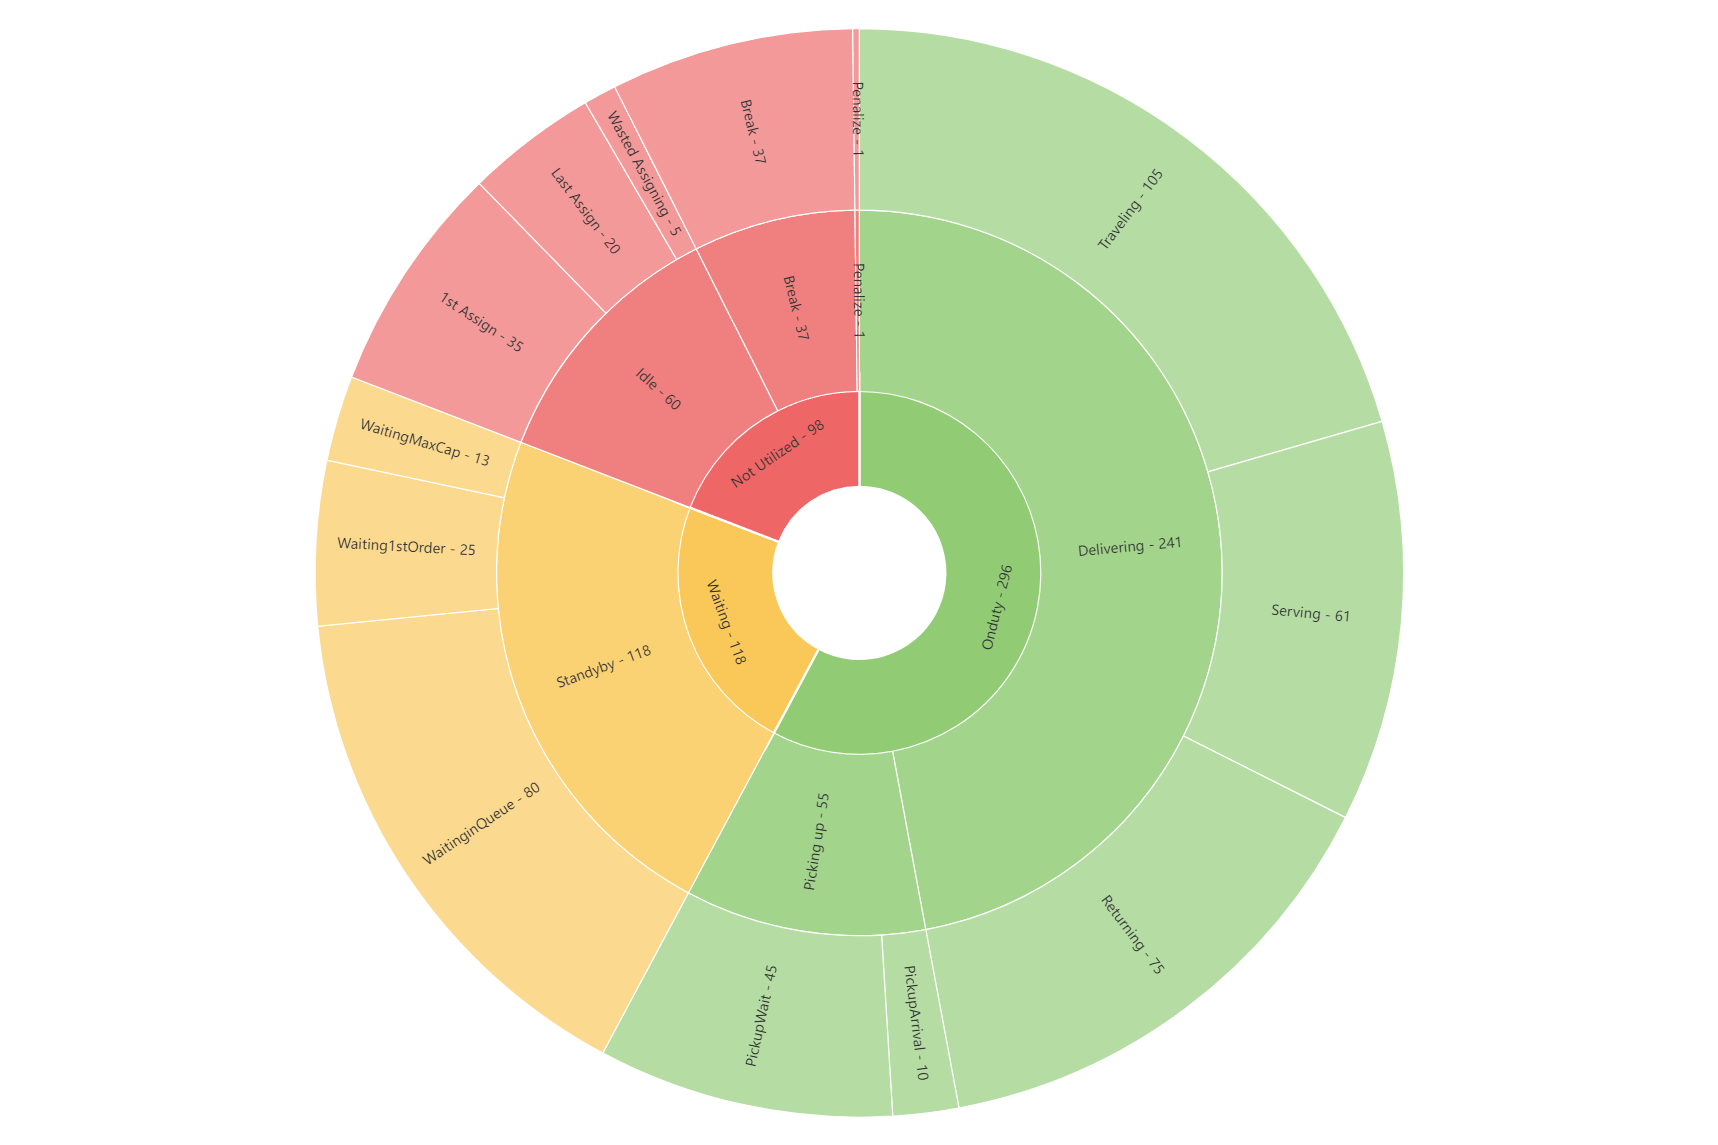 Onduty - 296
Delivering - 241
Traveling - 105
Serving - 61
Returning - 75
Picking up - 55
PickupArrival - 10
PickupWait - 45
Waiting - 118
Standyby - 118
WaitinginQueue - 80
Waiting1stOrder - 25
WaitingMaxCap - 13
Not Utilized - 98
Idle - 60
1st Assign - 35
Last Assign - 20
Wasted Assigning - 5
Break - 37
Break - 37
Penalize - 1
Penalize - 1